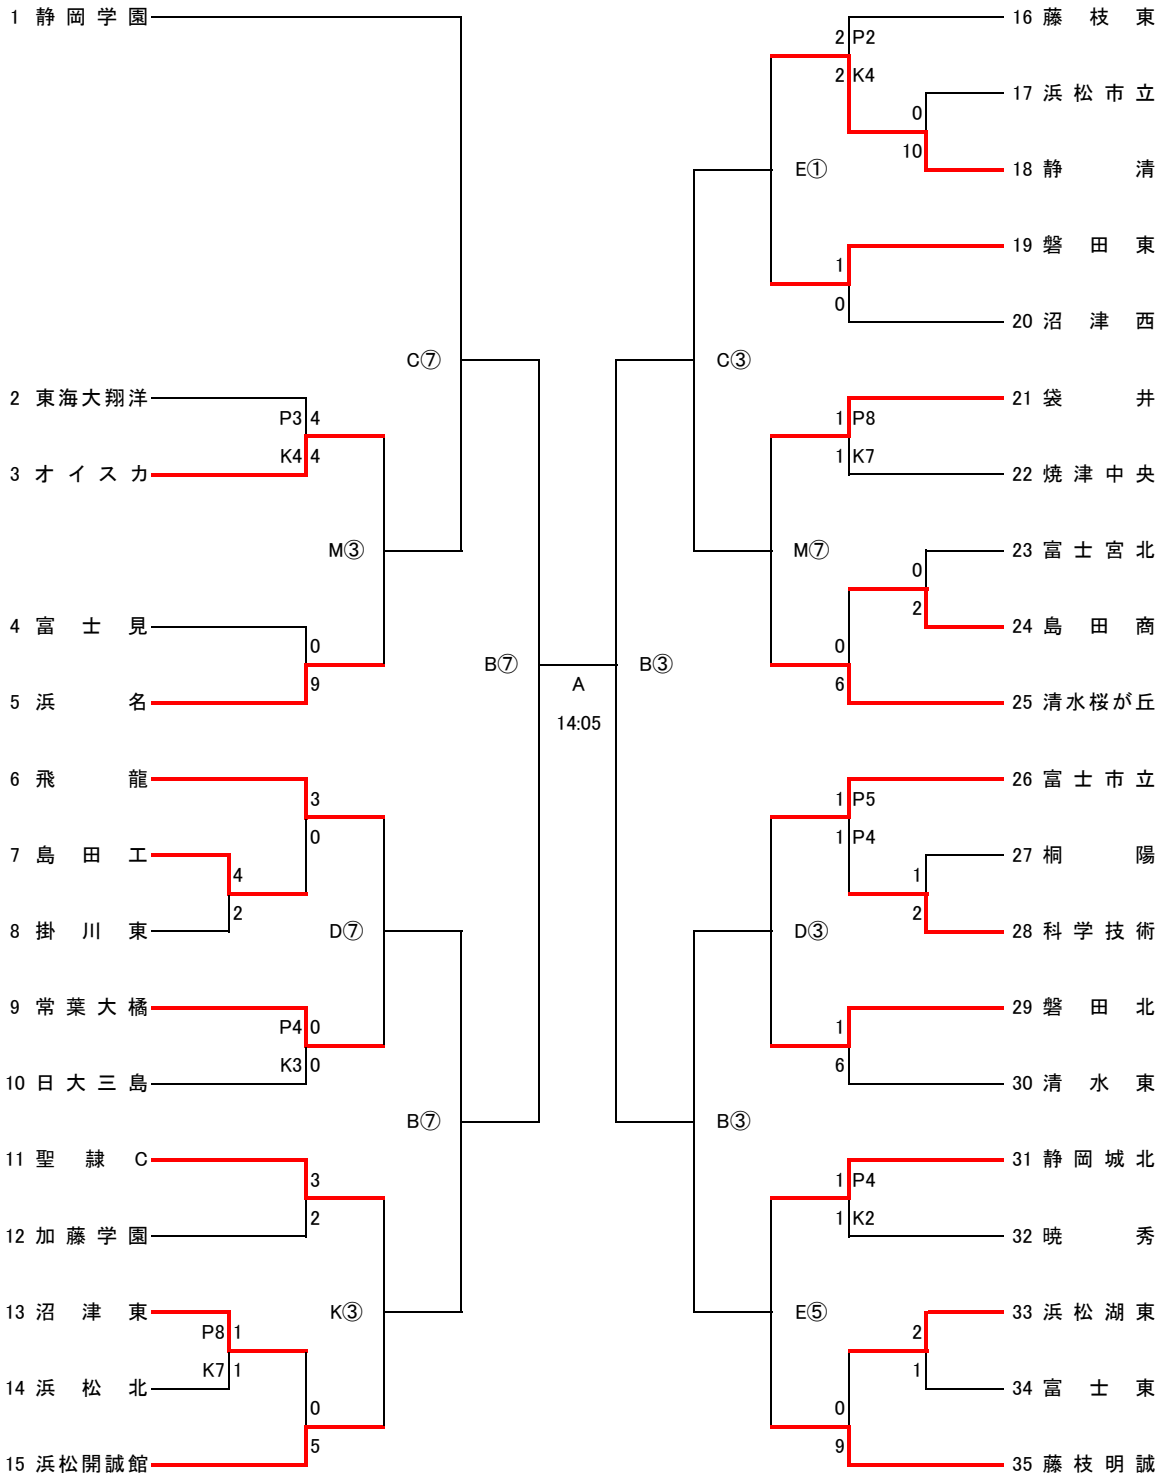 1 静岡学園
C⑦
2 東海大翔洋
P3 4
K4 4
3 オイスカ
M③
4 富士見
0
9
5 浜名
B⑦
6 飛龍
3
0
7 島田工
4
2
8 掛川東
D⑦
9 常葉大橘
P4 0
K3 0
10 日大三島
B⑦
11 聖隷C
3
2
12 加藤学園
13 沼津東
P8 1
K7 1
14 浜松北
K③
0
5
15 浜松開誠館
A
14:05
16 藤枝東
2 P2
2 K4
17 浜松市立
0
10
18 静清
E①
19 磐田東
1
0
20 沼津西
C③
21 袋井
1 P8
1 K7
22 焼津中央
M⑦
23 富士宮北
0
2
24 島田商
0
6
25 清水桜が丘
B③
26 富士市立
1 P5
1 P4
27 桐陽
1
2
28 科学技術
D③
29 磐田北
1
6
30 清水東
B③
31 静岡城北
1 P4
1 K2
32 暁秀
E⑤
33 浜松湖東
2
1
34 富士東
0
9
35 藤枝明誠